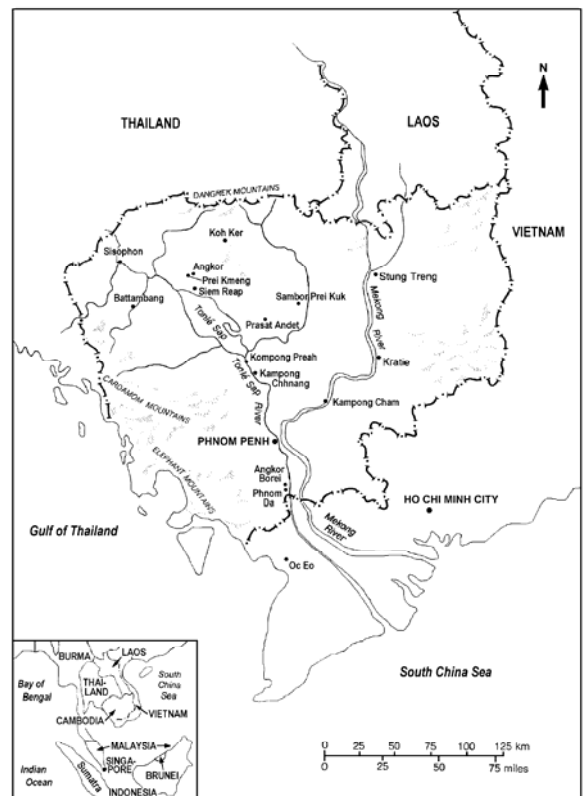 N
THAILAND
LAOS
DANGREK MOUNTAINS
VIETNAM
Koh Ker
Sisophon
Angkor
Prei Kmeng
Siem Reap
Stung Treng
Battambang
Sambor Prei Kuk
Tonlé Sap
Prasat Andet
Mekong
River
Kompong Preah
Kratie
Tonlé Sap
River
Kampong
Chhnang
CARDAMOM MOUNTAINS
Kampong Cham
PHNOM PENH
ELEPHANT MOUNTAINS
Angkor
Borei
Phnom
Da
HO CHI MINH CITY
Mekong
River
Gulf of Thailand
Oc Eo
South China Sea
BURMA
LAOS
Bay of
Bengal
THAI-
LAND
South
China
Sea
CAMBODIA
VIETNAM
MALAYSIA
SINGA-
PORE
BRUNEI
Indian
Ocean
Sumatra
INDONESIA
0 25 50 75 100 125 km
0 25 50 75 miles